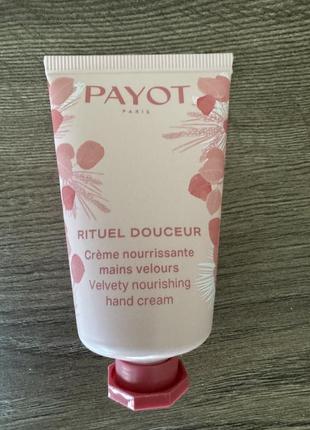 PAYOT
PARIS
RITUEL DOUCEUR
Crème nourrissante
mains velours
Velvety nourishing
hand cream